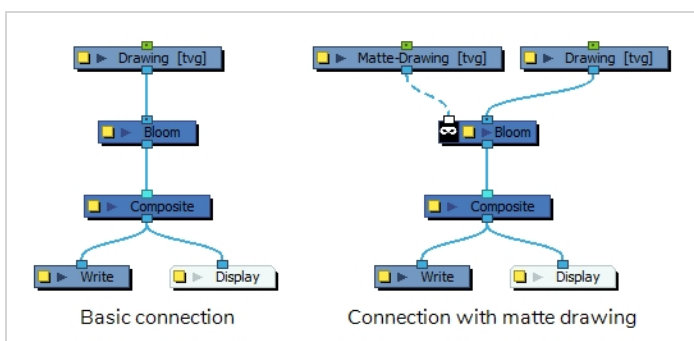 Drawing [tvg]
Matte-Drawing [tvg]
Drawing [tvg]
Bloom
Bloom
Composite
Composite
Write
Display
Write
Display
Basic connection
Connection with matte drawing